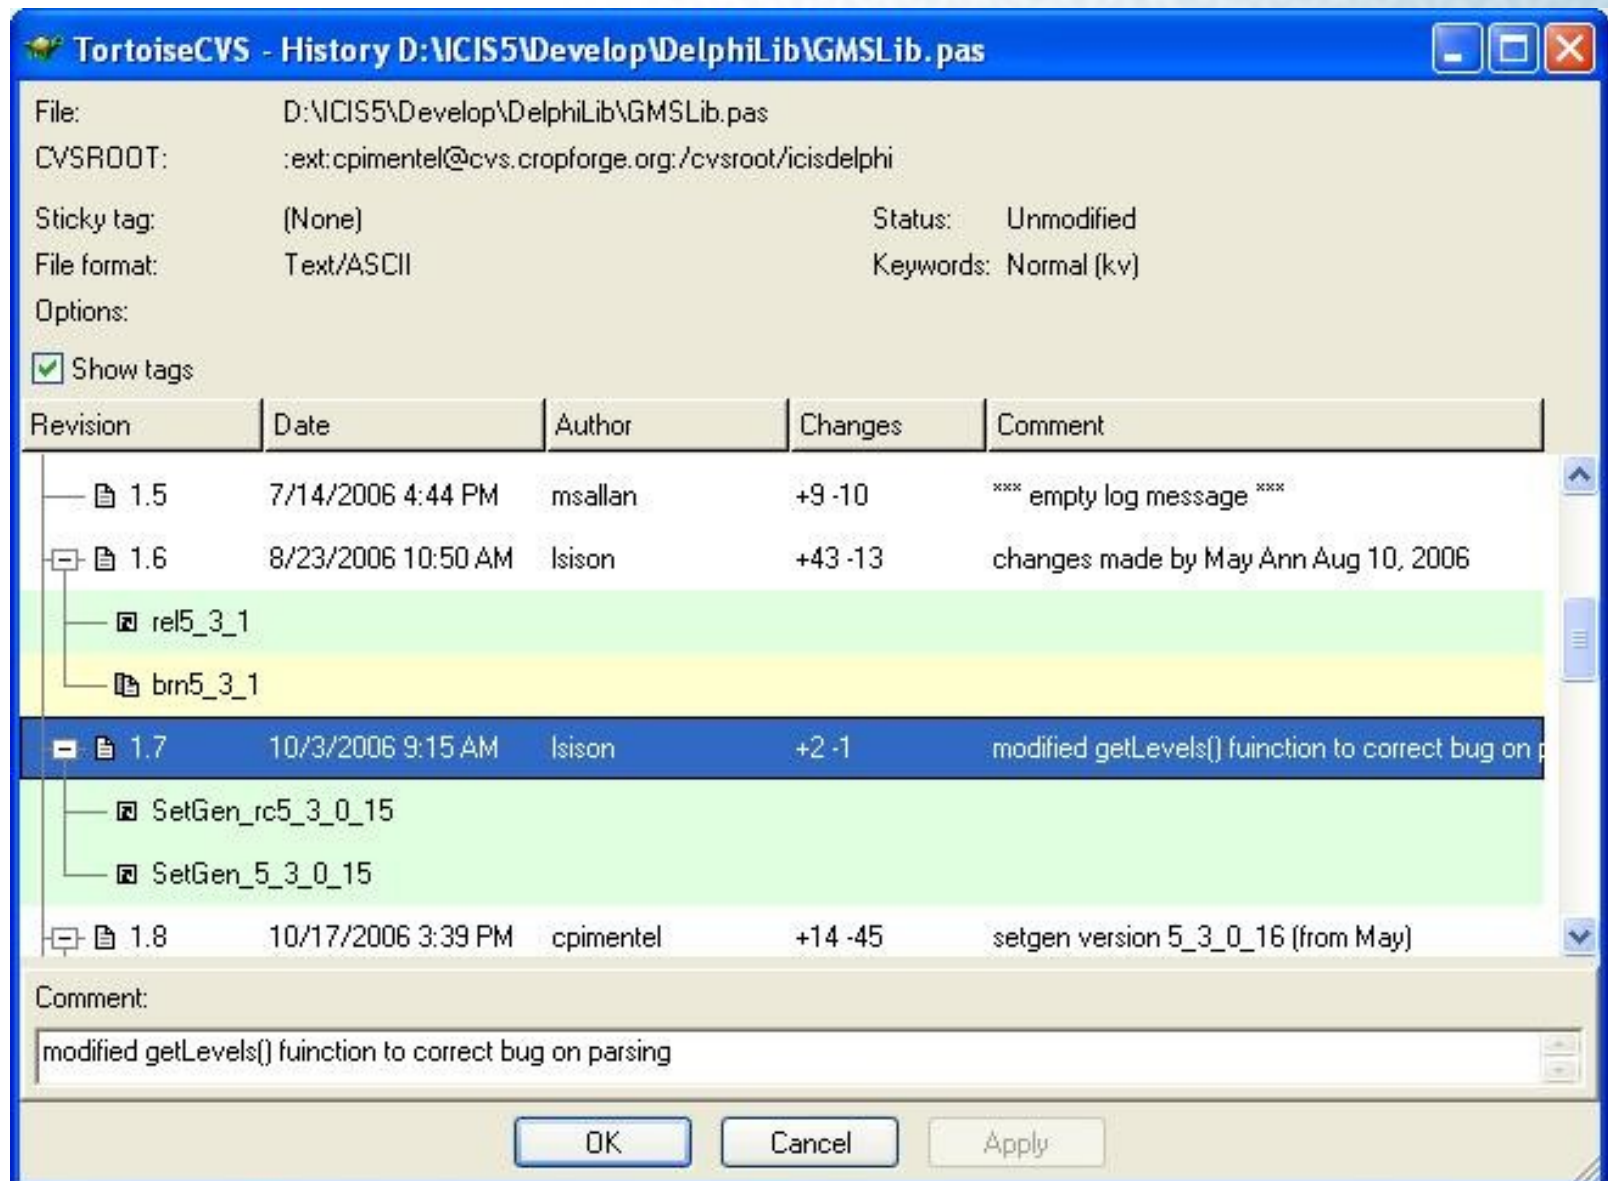 TortoiseCVS - History D:\ICIS5\Develop\DelphiLib\GMSLib.pas
File: D:\ICIS5\Develop\DelphiLib\GMSLib.pas
CVSROOT: :ext:cpimentel@cvs.cropforge.org:/cvsroot/icisdelphi
Sticky tag: (None) Status: Unmodified
File format: Text/ASCII Keywords: Normal (kv)
Options:
Show tags
Revision Date Author Changes Comment
1.5 7/14/2006 4:44 PM msallan +9 -10 *** empty log message ***
1.6 8/23/2006 10:50 AM lsison +43 -13 changes made by May Ann Aug 10, 2006
rel5_3_1
brn5_3_1
1.7 10/3/2006 9:15 AM lsison +2 -1 modified getLevels() fuinction to correct bug on p
SetGen_rc5_3_0_15
SetGen_5_3_0_15
1.8 10/17/2006 3:39 PM cpimentel +14 -45 setgen version 5_3_0_16 (from May)
Comment:
modified getLevels() fuinction to correct bug on parsing
OK Cancel Apply